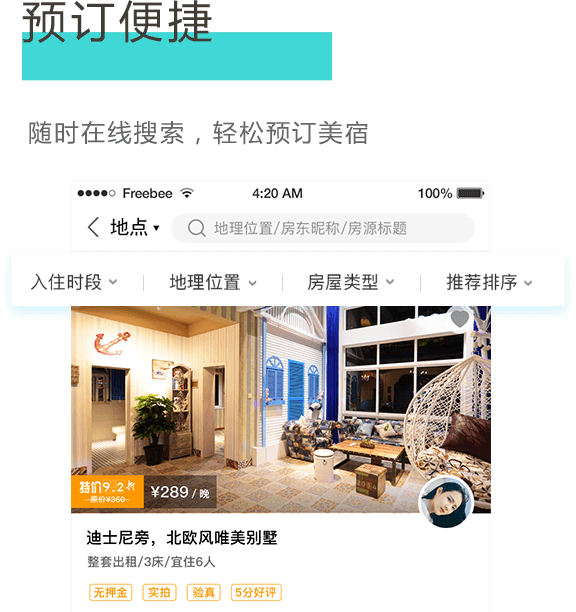 预订便捷
随时在线搜索，轻松预订美宿
Freebee 4:20 AM 100%
地点 地理位置/房东昵称/房源标题
入住时段 地理位置 房屋类型 推荐排序
特价9.2折
原价¥360
¥289 / 晚
迪士尼旁，北欧风唯美别墅
整套出租/3床/宜住6人
无押金 实拍 验真 5分好评